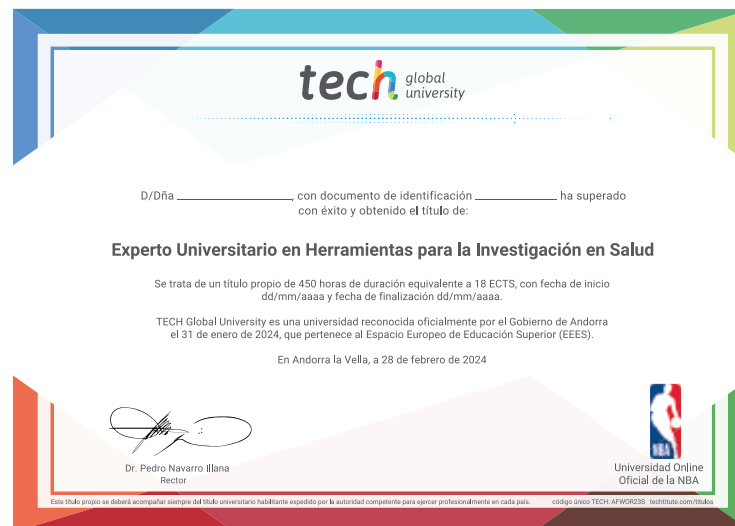 tech global
university
D/Dña ____________, con documento de identificación ____________ ha superado
con éxito y obtenido el título de:
Experto Universitario en Herramientas para la Investigación en Salud
Se trata de un título propio de 450 horas de duración equivalente a 18 ECTS, con fecha de inicio
dd/mm/aaaa y fecha de finalización dd/mm/aaaa.
TECH Global University es una universidad reconocida oficialmente por el Gobierno de Andorra
el 31 de enero de 2024, que pertenece al Espacio Europeo de Educación Superior (EEES).
En Andorra la Vella, a 28 de febrero de 2024
Dr. Pedro Navarro Illana
Rector
NBA
Universidad Online
Oficial de la NBA
Este título propio se deberá acompañar siempre del título universitario habilitante expedido por la autoridad competente para ejercer profesionalmente en cada país. código único TECH: AFWOR23S techtitute.com/titulos